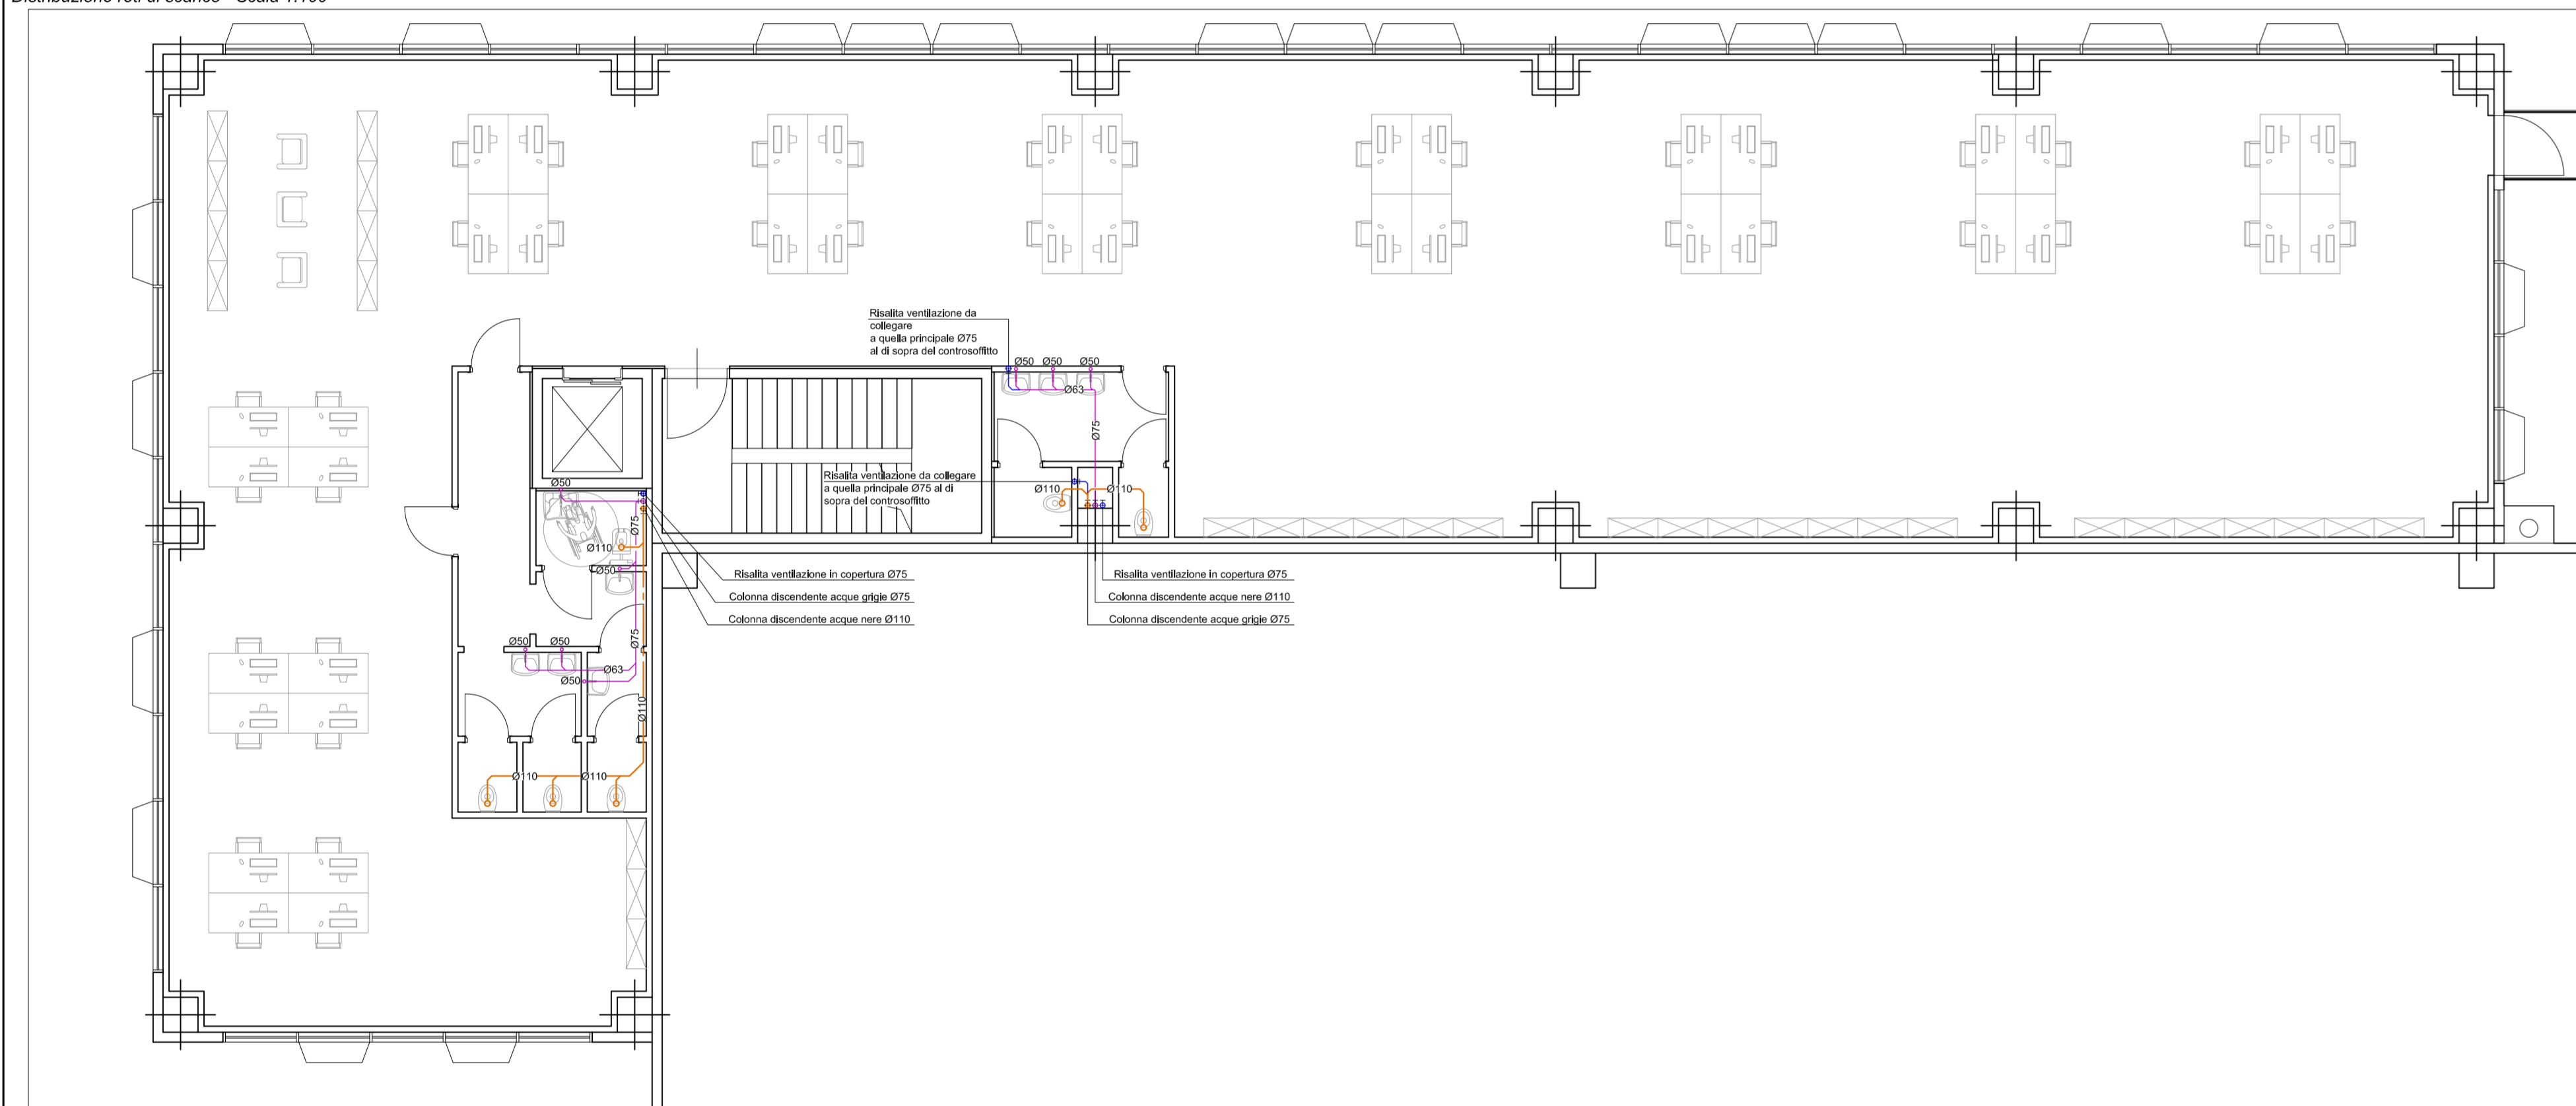 Risalita ventilazione da
collegare
a quella principale Ø75
al di sopra del controsoffitto
Ø50 Ø50 Ø50
Ø63
Ø75
Risalita ventilazione da collegare
a quella principale Ø75 al di
sopra del controsoffitto
Ø110
Ø110
Ø50
Ø75
Ø110
Ø50
Risalita ventilazione in copertura Ø75
Colonna discendente acque grigie Ø75
Colonna discendente acque nere Ø110
Risalita ventilazione in copertura Ø75
Colonna discendente acque nere Ø110
Colonna discendente acque grigie Ø75
Ø50 Ø50
Ø75
Ø63
Ø50
Ø110
Ø110
Ø110